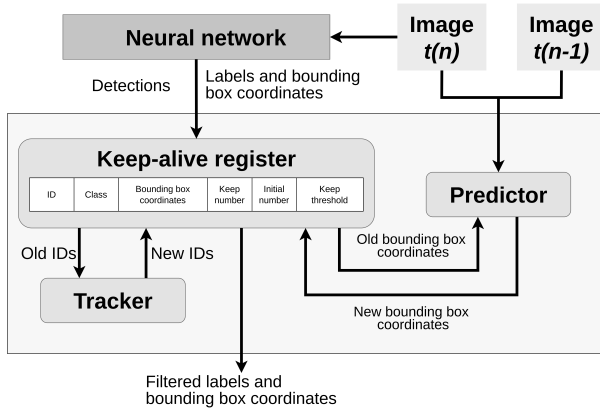 Neural network
Image
t(n)
Image
t(n-1)
Detections
Labels and bounding
box coordinates
Keep-alive register
ID
Class
Bounding box
coordinates
Keep
number
Initial
number
Keep
threshold
Predictor
Old IDs
New IDs
Old bounding box
coordinates
Tracker
New bounding box
coordinates
Filtered labels and
bounding box coordinates